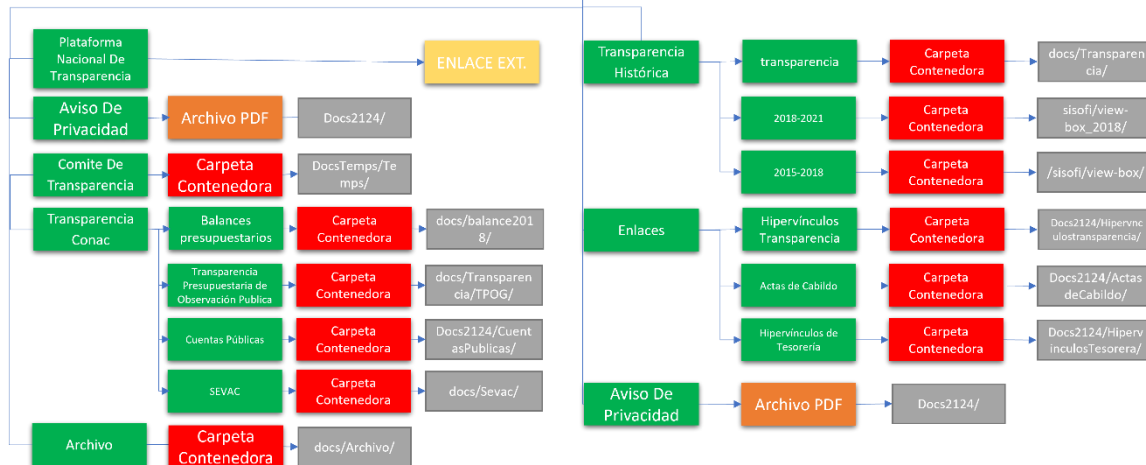 Plataforma
Nacional De
Transparencia
ENLACE EXT.
Aviso De
Privacidad
Archivo PDF
Docs2124/
Comite De
Transparencia
Carpeta
Contenedora
DocsTemps/Te
mps/
Transparencia
Conac
Balances
presupuestarios
Carpeta
Contenedora
docs/balance201
8/
Transparencia
Presupuestaria de
Observación Publica
Carpeta
Contenedora
docs/Transpar
encia/TPOG/
Cuentas Públicas
Carpeta
Contenedora
Docs2124/Cuent
asPublicas/
SEVAC
Carpeta
Contenedora
docs/Sevac/
Archivo
Carpeta
Contenedora
docs/Archivo/
Transparencia
Histórica
transparencia
Carpeta
Contenedora
docs/Transparen
cia/
2018-2021
Carpeta
Contenedora
sisofi/view-
box_2018/
2015-2018
Carpeta
Contenedora
/sisofi/view-box/
Enlaces
Hipervínculos
Transparencia
Carpeta
Contenedora
Docs2124/Hipervnc
ulostransparencia/
Actas de Cabildo
Carpeta
Contenedora
Docs2124/Actas
deCabildo/
Hipervínculos de
Tesorería
Carpeta
Contenedora
Docs2124/Hiperv
inculosTesorera/
Aviso De
Privacidad
Archivo PDF
Docs2124/